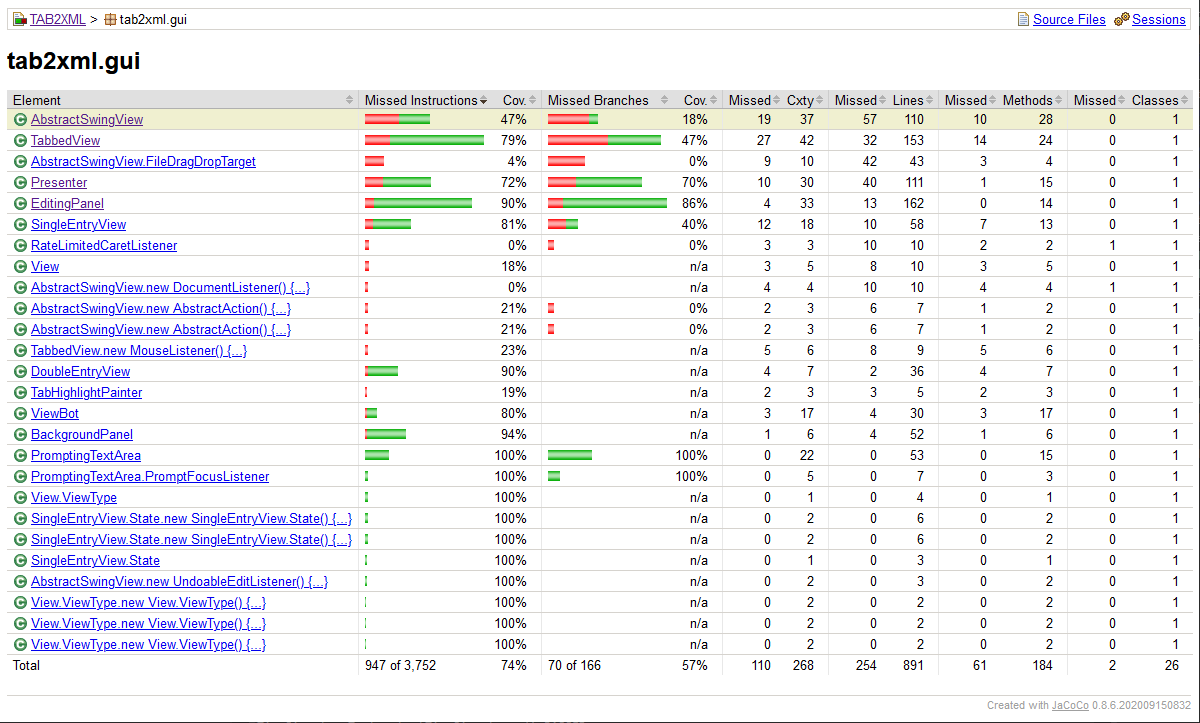 TAB2XML > tab2xml.gui Source Files Sessions
tab2xml.gui
Element Missed Instructions Cov. Missed Branches Cov. Missed Cxty Missed Lines Missed Methods Missed Classes
AbstractSwingView 47% 18% 19 37 57 110 10 28 0 1
TabbedView 79% 47% 27 42 32 153 14 24 0 1
AbstractSwingView.FileDragDropTarget 4% 0% 9 10 42 43 3 4 0 1
Presenter 72% 70% 10 30 40 111 1 15 0 1
EditingPanel 90% 86% 4 33 13 162 0 14 0 1
SingleEntryView 81% 40% 12 18 10 58 7 13 0 1
RateLimitedCaretListener 0% 0% 3 3 10 10 2 2 1 1
View 18% n/a 3 5 8 10 3 5 0 1
AbstractSwingView.new DocumentListener() {...} 0% n/a 4 4 10 10 4 4 1 1
AbstractSwingView.new AbstractAction() {...} 21% 0% 2 3 6 7 1 2 0 1
AbstractSwingView.new AbstractAction() {...} 21% 0% 2 3 6 7 1 2 0 1
TabbedView.new MouseListener() {...} 23% n/a 5 6 8 9 5 6 0 1
DoubleEntryView 90% n/a 4 7 2 36 4 7 0 1
TabHighlightPainter 19% n/a 2 3 3 5 2 3 0 1
ViewBot 80% n/a 3 17 4 30 3 17 0 1
BackgroundPanel 94% n/a 1 6 4 52 1 6 0 1
PromptingTextArea 100% 100% 0 22 0 53 0 15 0 1
PromptingTextArea.PromptFocusListener 100% 100% 0 5 0 7 0 3 0 1
View.ViewType 100% n/a 0 1 0 4 0 1 0 1
SingleEntryView.State.new SingleEntryView.State() {...} 100% n/a 0 2 0 6 0 2 0 1
SingleEntryView.State.new SingleEntryView.State() {...} 100% n/a 0 2 0 6 0 2 0 1
SingleEntryView.State 100% n/a 0 1 0 3 0 1 0 1
AbstractSwingView.new UndoableEditListener() {...} 100% n/a 0 2 0 3 0 2 0 1
View.ViewType.new View.ViewType() {...} 100% n/a 0 2 0 2 0 2 0 1
View.ViewType.new View.ViewType() {...} 100% n/a 0 2 0 2 0 2 0 1
View.ViewType.new View.ViewType() {...} 100% n/a 0 2 0 2 0 2 0 1
Total 947 of 3,752 74% 70 of 166 57% 110 268 254 891 61 184 2 26
Created with JaCoCo 0.8.6.202009150832